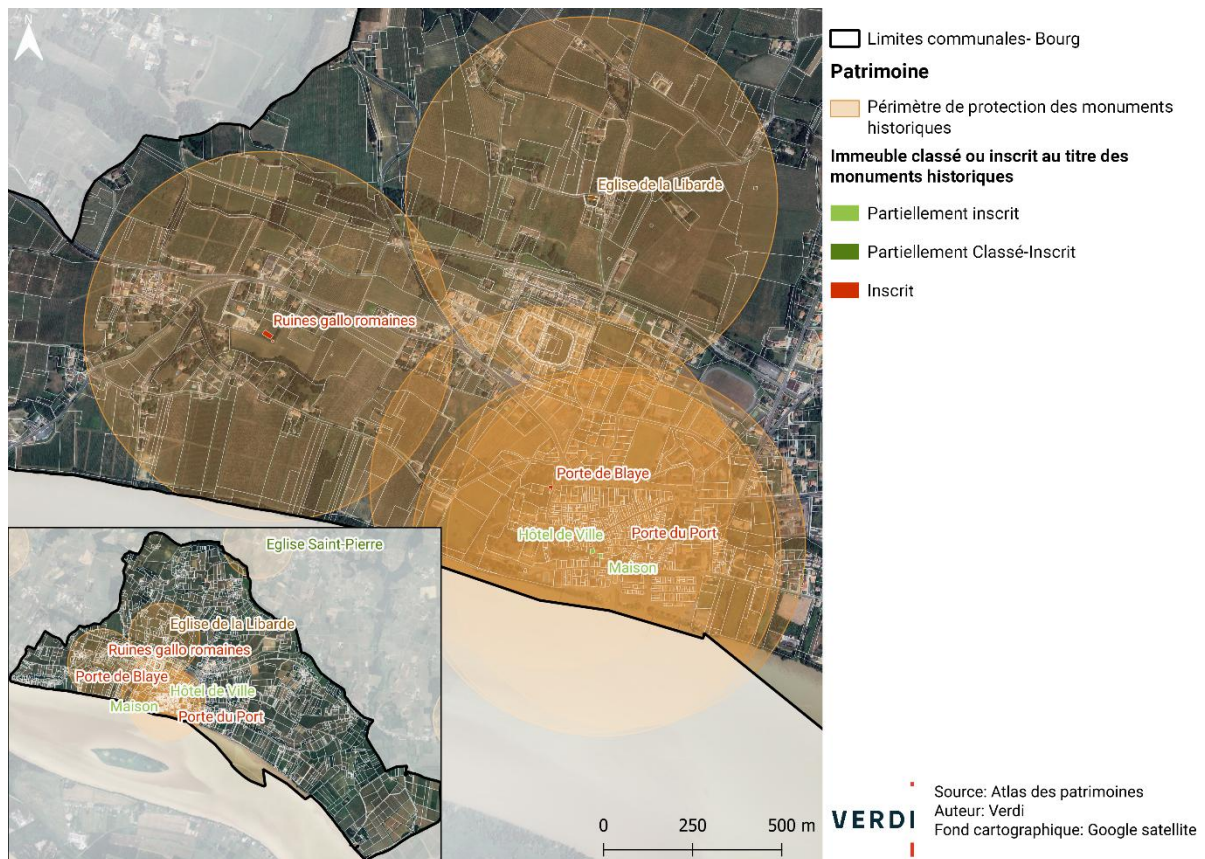 N
Eglise de la Libarde
Ruines gallo romaines
Porte de Blaye
Hôtel de Ville
Porte du Port
Maison
Eglise Saint-Pierre
Eglise de la Libarde
Ruines gallo romaines
Porte de Blaye
Hôtel de Ville
Maison
Porte du Port
0 250 500 m
Limites communales- Bourg
Patrimoine
Périmètre de protection des monuments
historiques
Immeuble classé ou inscrit au titre des
monuments historiques
Partiellement inscrit
Partiellement Classé-Inscrit
Inscrit
VERDI
Source: Atlas des patrimoines
Auteur: Verdi
Fond cartographique: Google satellite